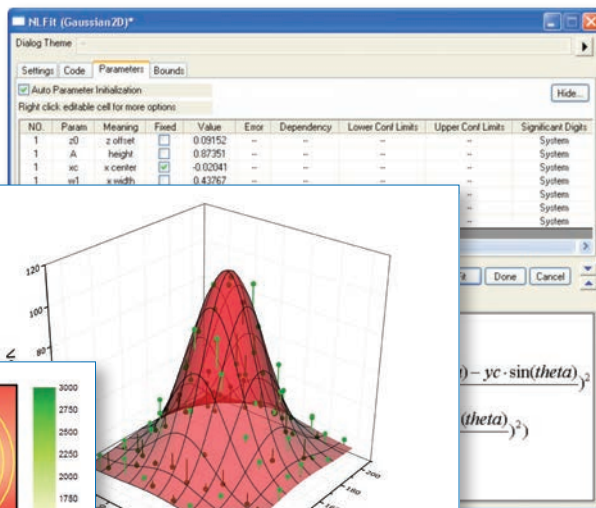 NLFit (Gaussian2D)*
Dialog Theme -
Settings Code Parameters Bounds
Auto Parameter Initialization
Hide...
Right click editable cell for more options
NO. Param Meaning Fixed Value Error Dependency Lower Conf Limits Upper Conf Limits Significant Digits
1 z0 z offset 0.09152 -- -- -- -- System
1 A height 0.87351 -- -- -- -- System
1 xc x center -0.02041 -- -- -- -- System
1 w1 x width 0.43767 -- -- -- -- System
-- System
-- System
Done Cancel
120
100
80
) − yc · sin(theta)
)²
(theta)
)²)
3000
2750
2500
2250
2000
1750
200
180
160